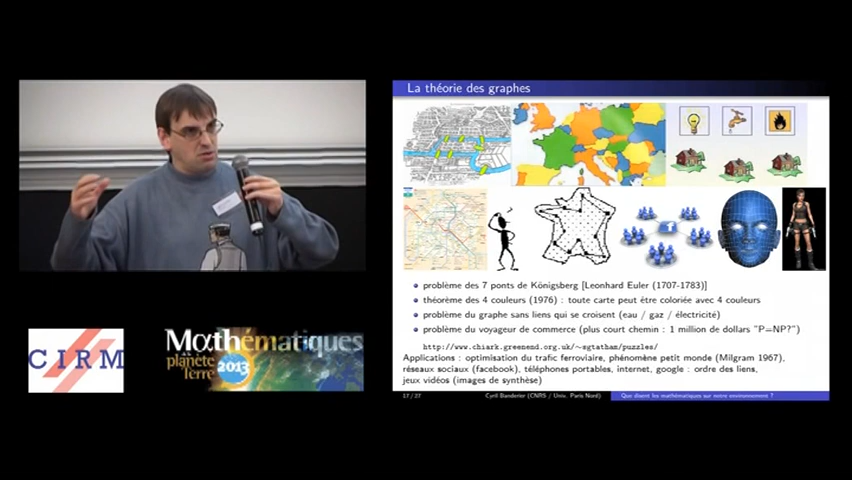 La théorie des graphes
f
problème des 7 ponts de Königsberg [Leonhard Euler (1707-1783)]
théorème des 4 couleurs (1976) : toute carte peut être coloriée avec 4 couleurs
problème du graphe sans liens qui se croisent (eau / gaz / électricité)
problème du voyageur de commerce (plus court chemin : 1 million de dollars "P=NP?")
http://www.chiark.greenend.org.uk/~sgtatham/puzzles/
Applications : optimisation du trafic ferroviaire, phénomène petit monde (Milgram 1967),
réseaux sociaux (facebook), téléphones portables, internet, google : ordre des liens,
jeux vidéos (images de synthèse)
17 / 27
Cyril Banderier (CNRS / Univ. Paris Nord)
Que disent les mathématiques sur notre environnement ?
CIRM
Mαthématiques
de la planète
Terre 2013